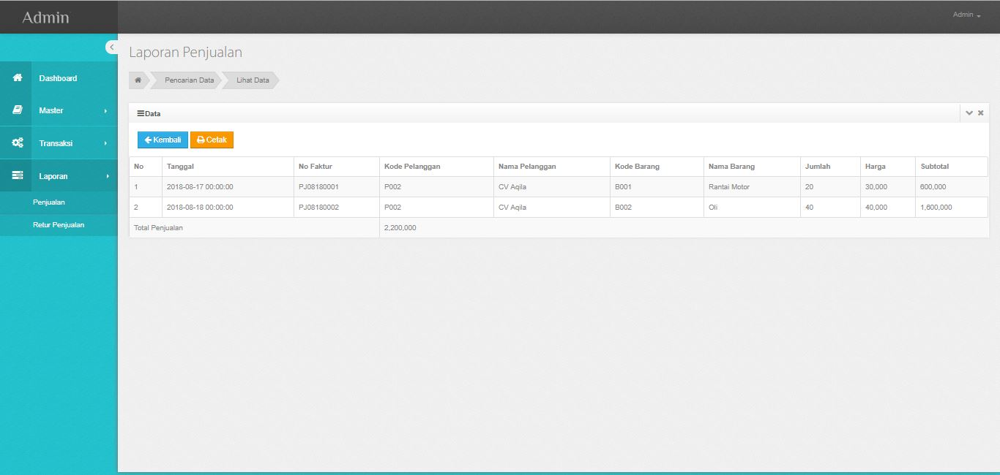 Admin
Admin
Dashboard
Master
Transaksi
Laporan
Penjualan
Retur Penjualan
Laporan Penjualan
Pencarian Data Lihat Data
Data
Kembali Cetak
No Tanggal No Faktur Kode Pelanggan Nama Pelanggan Kode Barang Nama Barang Jumlah Harga Subtotal
1 2018-08-17 00:00:00 PJ08180001 P002 CV Aqila B001 Rantai Motor 20 30,000 600,000
2 2018-08-18 00:00:00 PJ08180002 P002 CV Aqila B002 Oli 40 40,000 1,600,000
Total Penjualan 2,200,000